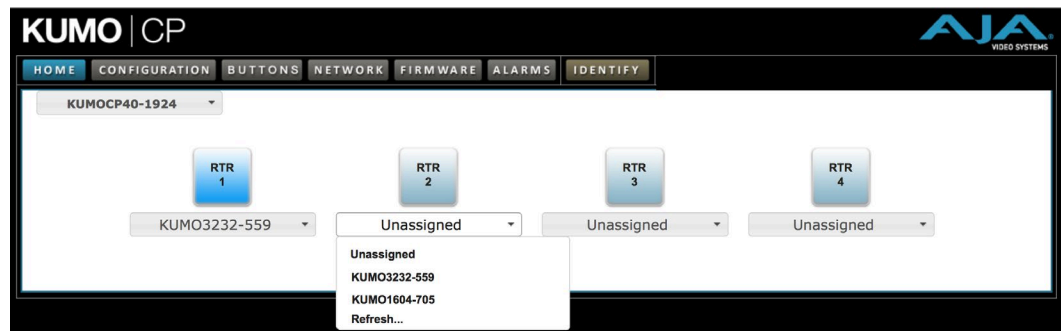 KUMO | CP
AJA
VIDEO SYSTEMS
HOME CONFIGURATION BUTTONS NETWORK FIRMWARE ALARMS IDENTIFY
KUMOCP40-1924
RTR RTR RTR RTR
1 2 3 4
KUMO3232-559 Unassigned Unassigned Unassigned
Unassigned
KUMO3232-559
KUMO1604-705
Refresh...